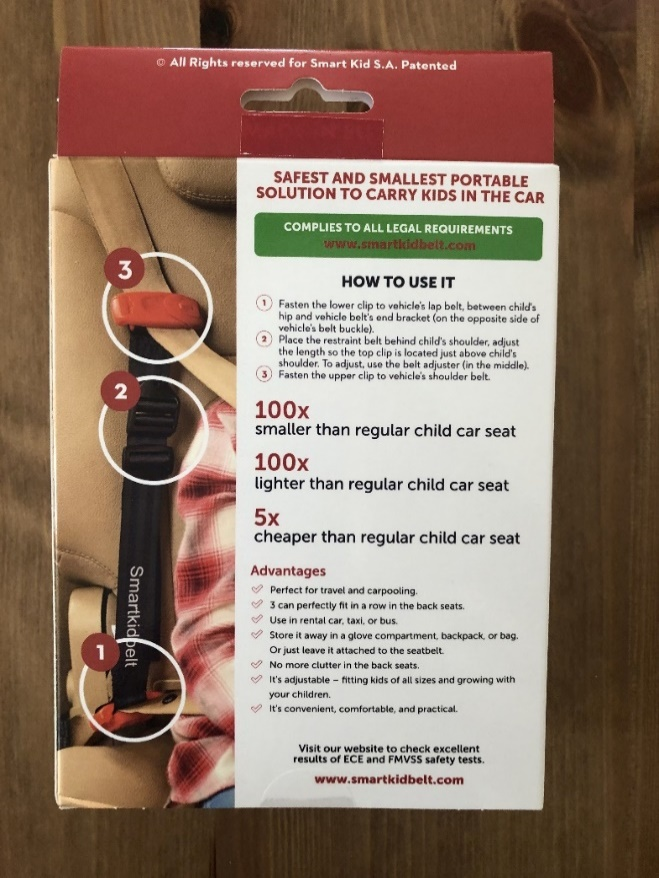 © All Rights reserved for Smart Kid S.A. Patented
SAFEST AND SMALLEST PORTABLE
SOLUTION TO CARRY KIDS IN THE CAR
COMPLIES TO ALL LEGAL REQUIREMENTS
www.smartkidbelt.com
HOW TO USE IT
1 Fasten the lower clip to vehicle's lap belt, between child's
hip and vehicle belt's end bracket (on the opposite side of
vehicle's belt buckle).
2 Place the restraint belt behind child's shoulder, adjust
the length so the top clip is located just above child's
shoulder. To adjust, use the belt adjuster (in the middle).
3 Fasten the upper clip to vehicle's shoulder belt.
100x
smaller than regular child car seat
100x
lighter than regular child car seat
5x
cheaper than regular child car seat
Advantages
Perfect for travel and carpooling.
3 can perfectly fit in a row in the back seats.
Use in rental car, taxi, or bus.
Store it away in a glove compartment, backpack, or bag.
Or just leave it attached to the seatbelt.
No more clutter in the back seats.
It's adjustable – fitting kids of all sizes and growing with
your children.
It's convenient, comfortable, and practical.
Visit our website to check excellent
results of ECE and FMVSS safety tests.
www.smartkidbelt.com
3
2
Smartkidbelt
1